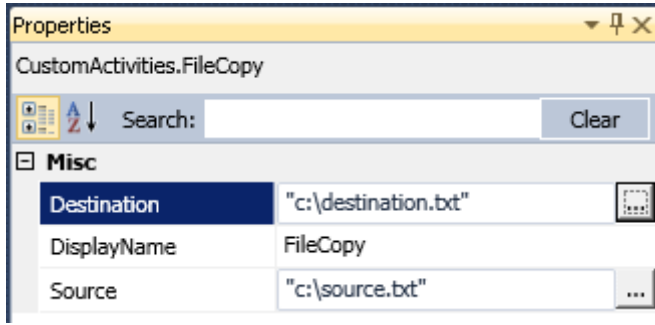 Properties
CustomActivities.FileCopy
A Z Search: Clear
Misc
Destination "c:\destination.txt" ...
DisplayName FileCopy
Source "c:\source.txt" ...